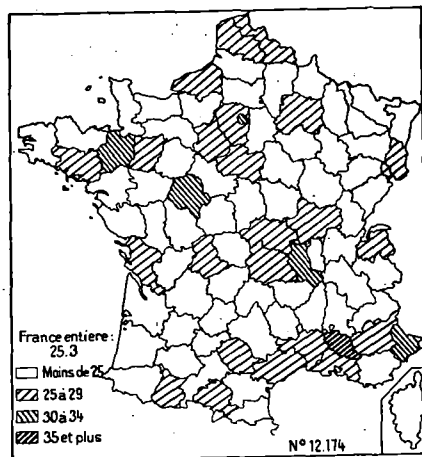 France entière :
25.3
Moins de 25
25 à 29
30 à 34
35 et plus
N° 12.174